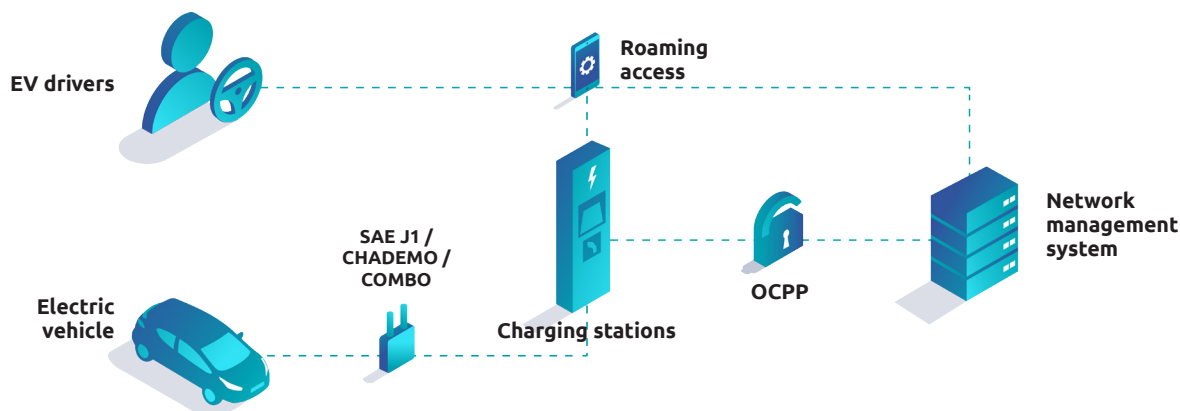 Roaming
access
EV drivers
Network
management
system
SAE J1 /
CHADEMO /
COMBO
OCPP
Electric
vehicle
Charging stations